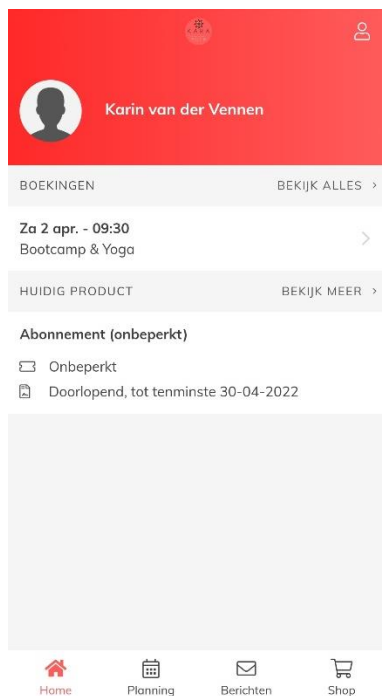 Karin van der Vennen
BOEKINGEN BEKIJK ALLES >
Za 2 apr. - 09:30
Bootcamp & Yoga
HUIDIG PRODUCT BEKIJK MEER >
Abonnement (onbeperkt)
Onbeperkt
Doorlopend, tot tenminste 30-04-2022
Home Planning Berichten Shop